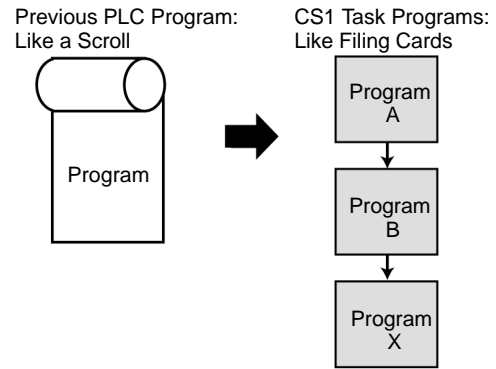 Previous PLC Program:
Like a Scroll
Program
CS1 Task Programs:
Like Filing Cards
Program
A
Program
B
Program
X